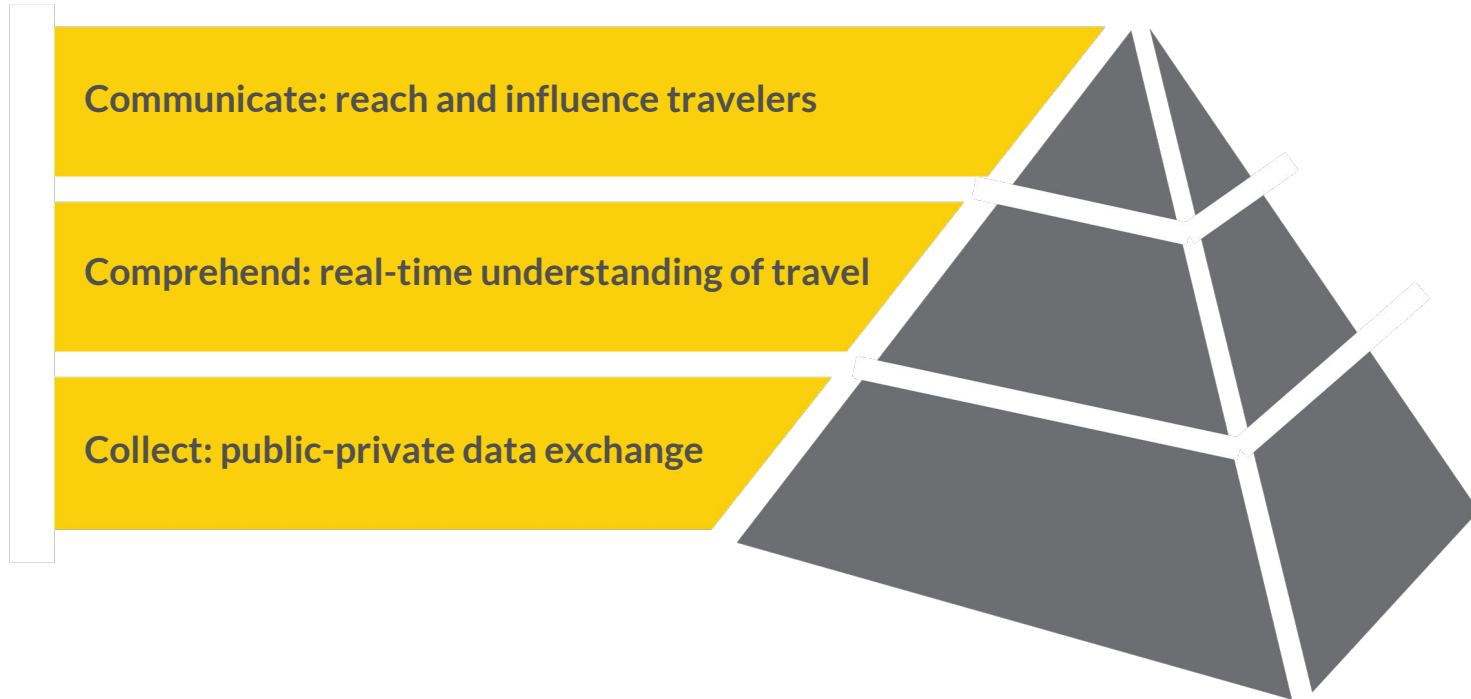 Communicate: reach and influence travelers
Comprehend: real-time understanding of travel
Collect: public-private data exchange